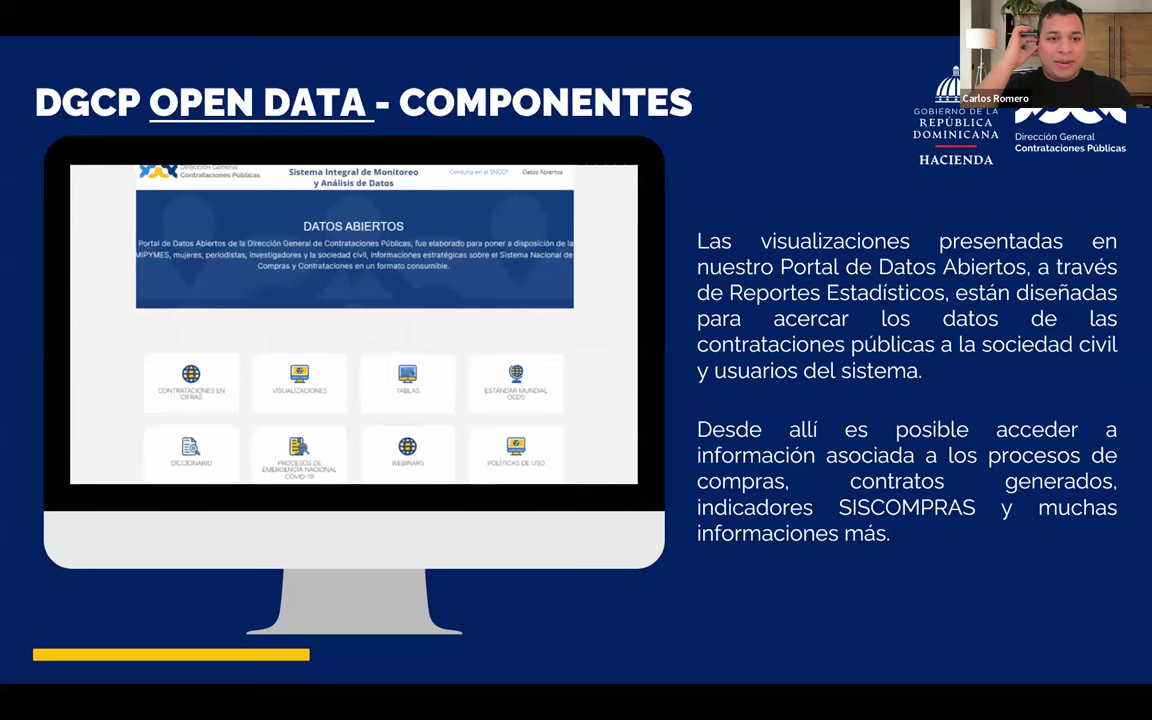 DGCP OPEN DATA - COMPONENTES
Carlos Romero
GOBIERNO DE LA
REPÚBLICA
DOMINICANA
HACIENDA
Dirección General
Contrataciones Públicas
Dirección General
Contrataciones Públicas
Sistema Integral de Monitoreo
y Análisis de Datos
Consulta en el SNCCP
Datos Abiertos
DATOS ABIERTOS
Portal de Datos Abiertos de la Dirección General de Contrataciones Públicas, fue elaborado para poner a disposición de la
MiPYMES, mujeres, periodistas, investigadores y la sociedad civil, Informaciones estratégicas sobre el Sistema Nacional de
Compras y Contrataciones en un formato consumible.
CONTRATACIONES EN
CIFRAS
VISUALIZACIONES
TABLAS
ESTÁNDAR MUNDIAL
OCDS
DICCIONARIO
PROCESOS DE
EMERGENCIA NACIONAL
COVID-19
WEBINARS
POLÍTICAS DE USO
Las visualizaciones presentadas en
nuestro Portal de Datos Abiertos, a través
de Reportes Estadísticos, están diseñadas
para acercar los datos de las
contrataciones públicas a la sociedad civil
y usuarios del sistema.
Desde allí es posible acceder a
información asociada a los procesos de
compras, contratos generados,
indicadores SISCOMPRAS y muchas
informaciones más.